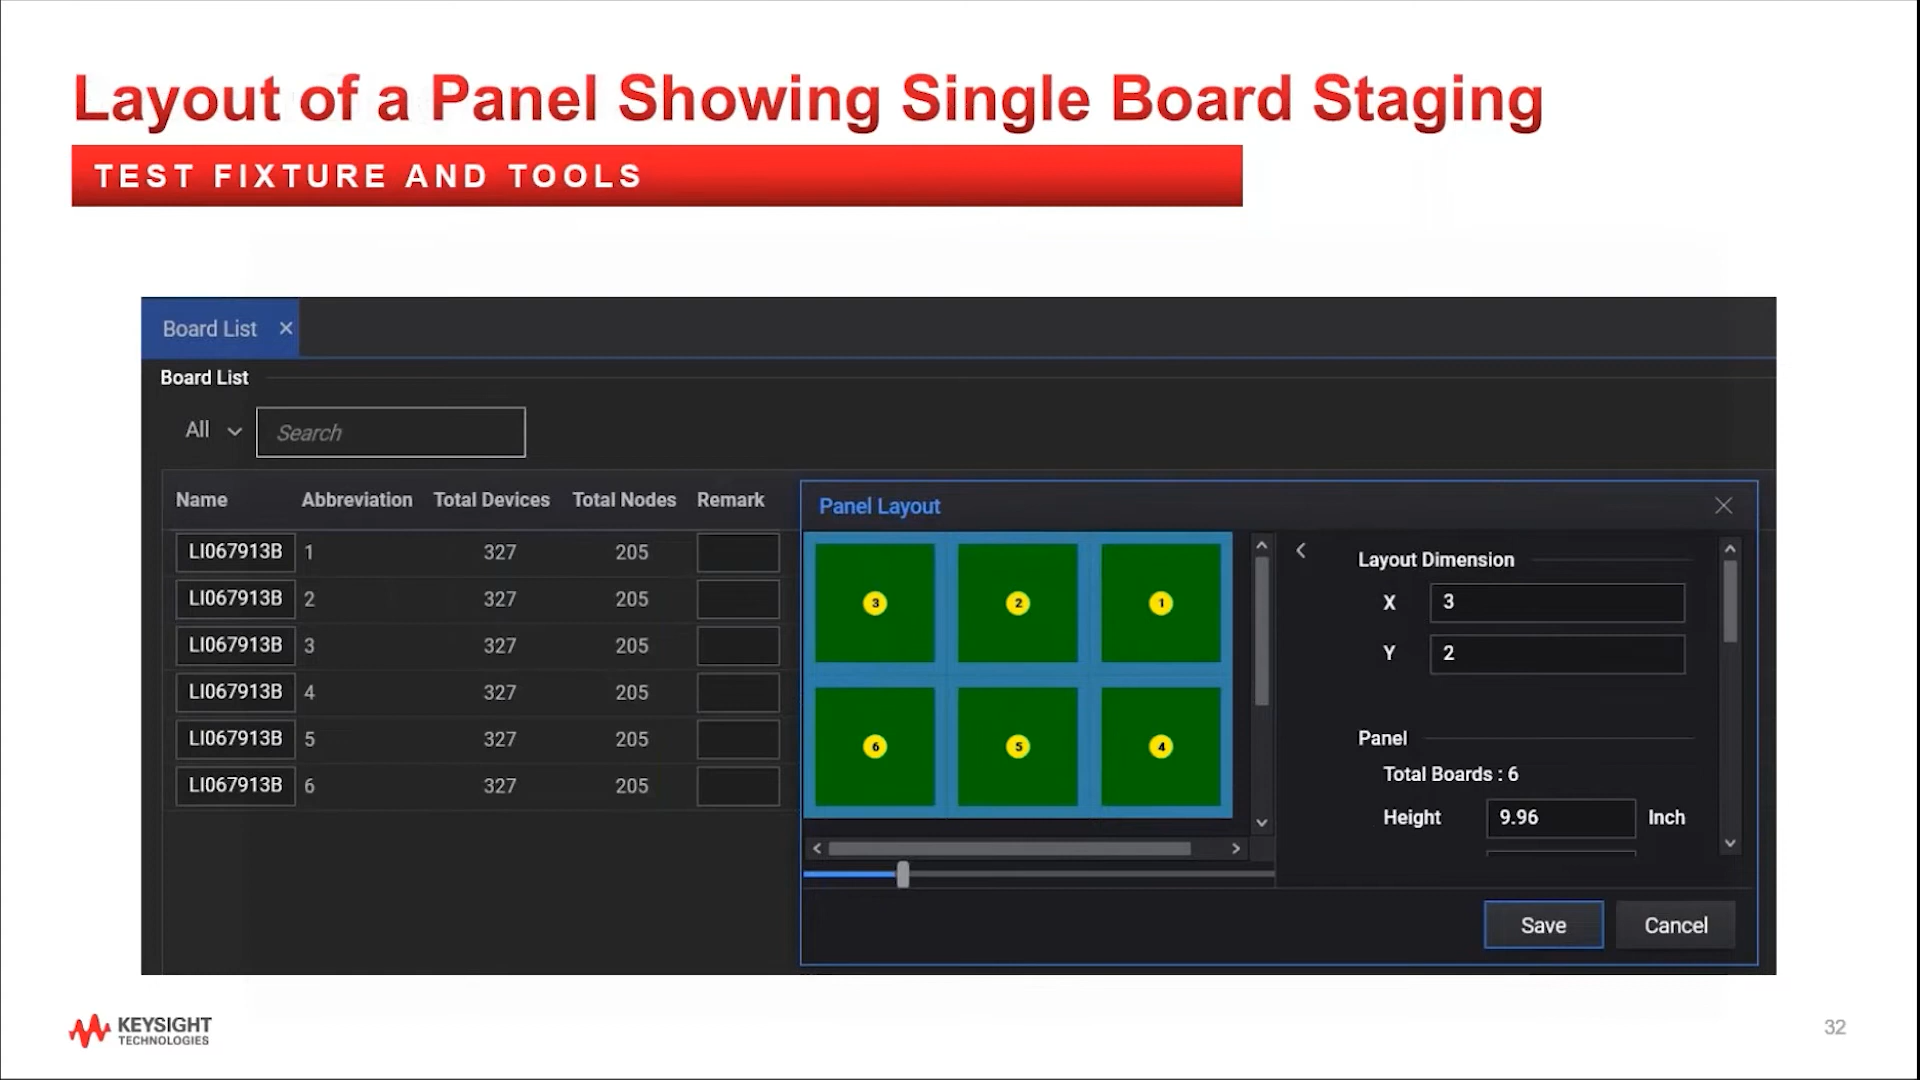 Layout of a Panel Showing Single Board Staging
TEST FIXTURE AND TOOLS
Board List
Board List
All Search
Name Abbreviation Total Devices Total Nodes Remark
LI067913B 1 327 205
LI067913B 2 327 205
LI067913B 3 327 205
LI067913B 4 327 205
LI067913B 5 327 205
LI067913B 6 327 205
Panel Layout
3 2 1
6 5 4
Layout Dimension
X 3
Y 2
Panel
Total Boards : 6
Height 9.96 Inch
Save Cancel
KEYSIGHT
TECHNOLOGIES
32